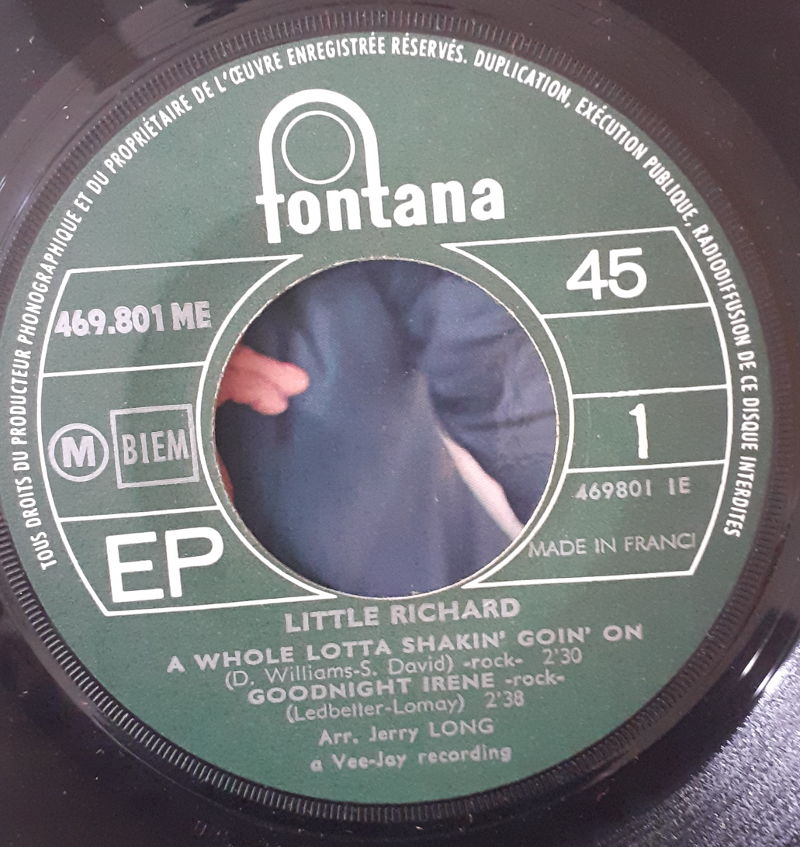 TOUS DROITS DU PRODUCTEUR PHONOGRAPHIQUE ET DU PROPRIÉTAIRE DE L'ŒUVRE ENREGISTRÉE RÉSERVÉS. DUPLICATION, EXÉCUTION PUBLIQUE, RADIODIFFUSION DE CE DISQUE INTERDITES
fontana
469.801 ME
45
M BIEM
1
469801 1E
EP
MADE IN FRANC
LITTLE RICHARD
A WHOLE LOTTA SHAKIN' GOIN' ON
(D. Williams-S. David) -rock- 2'30
GOODNIGHT IRENE -rock-
(Ledbetter-Lomay) 2'38
Arr. Jerry LONG
a Vee-Jay recording